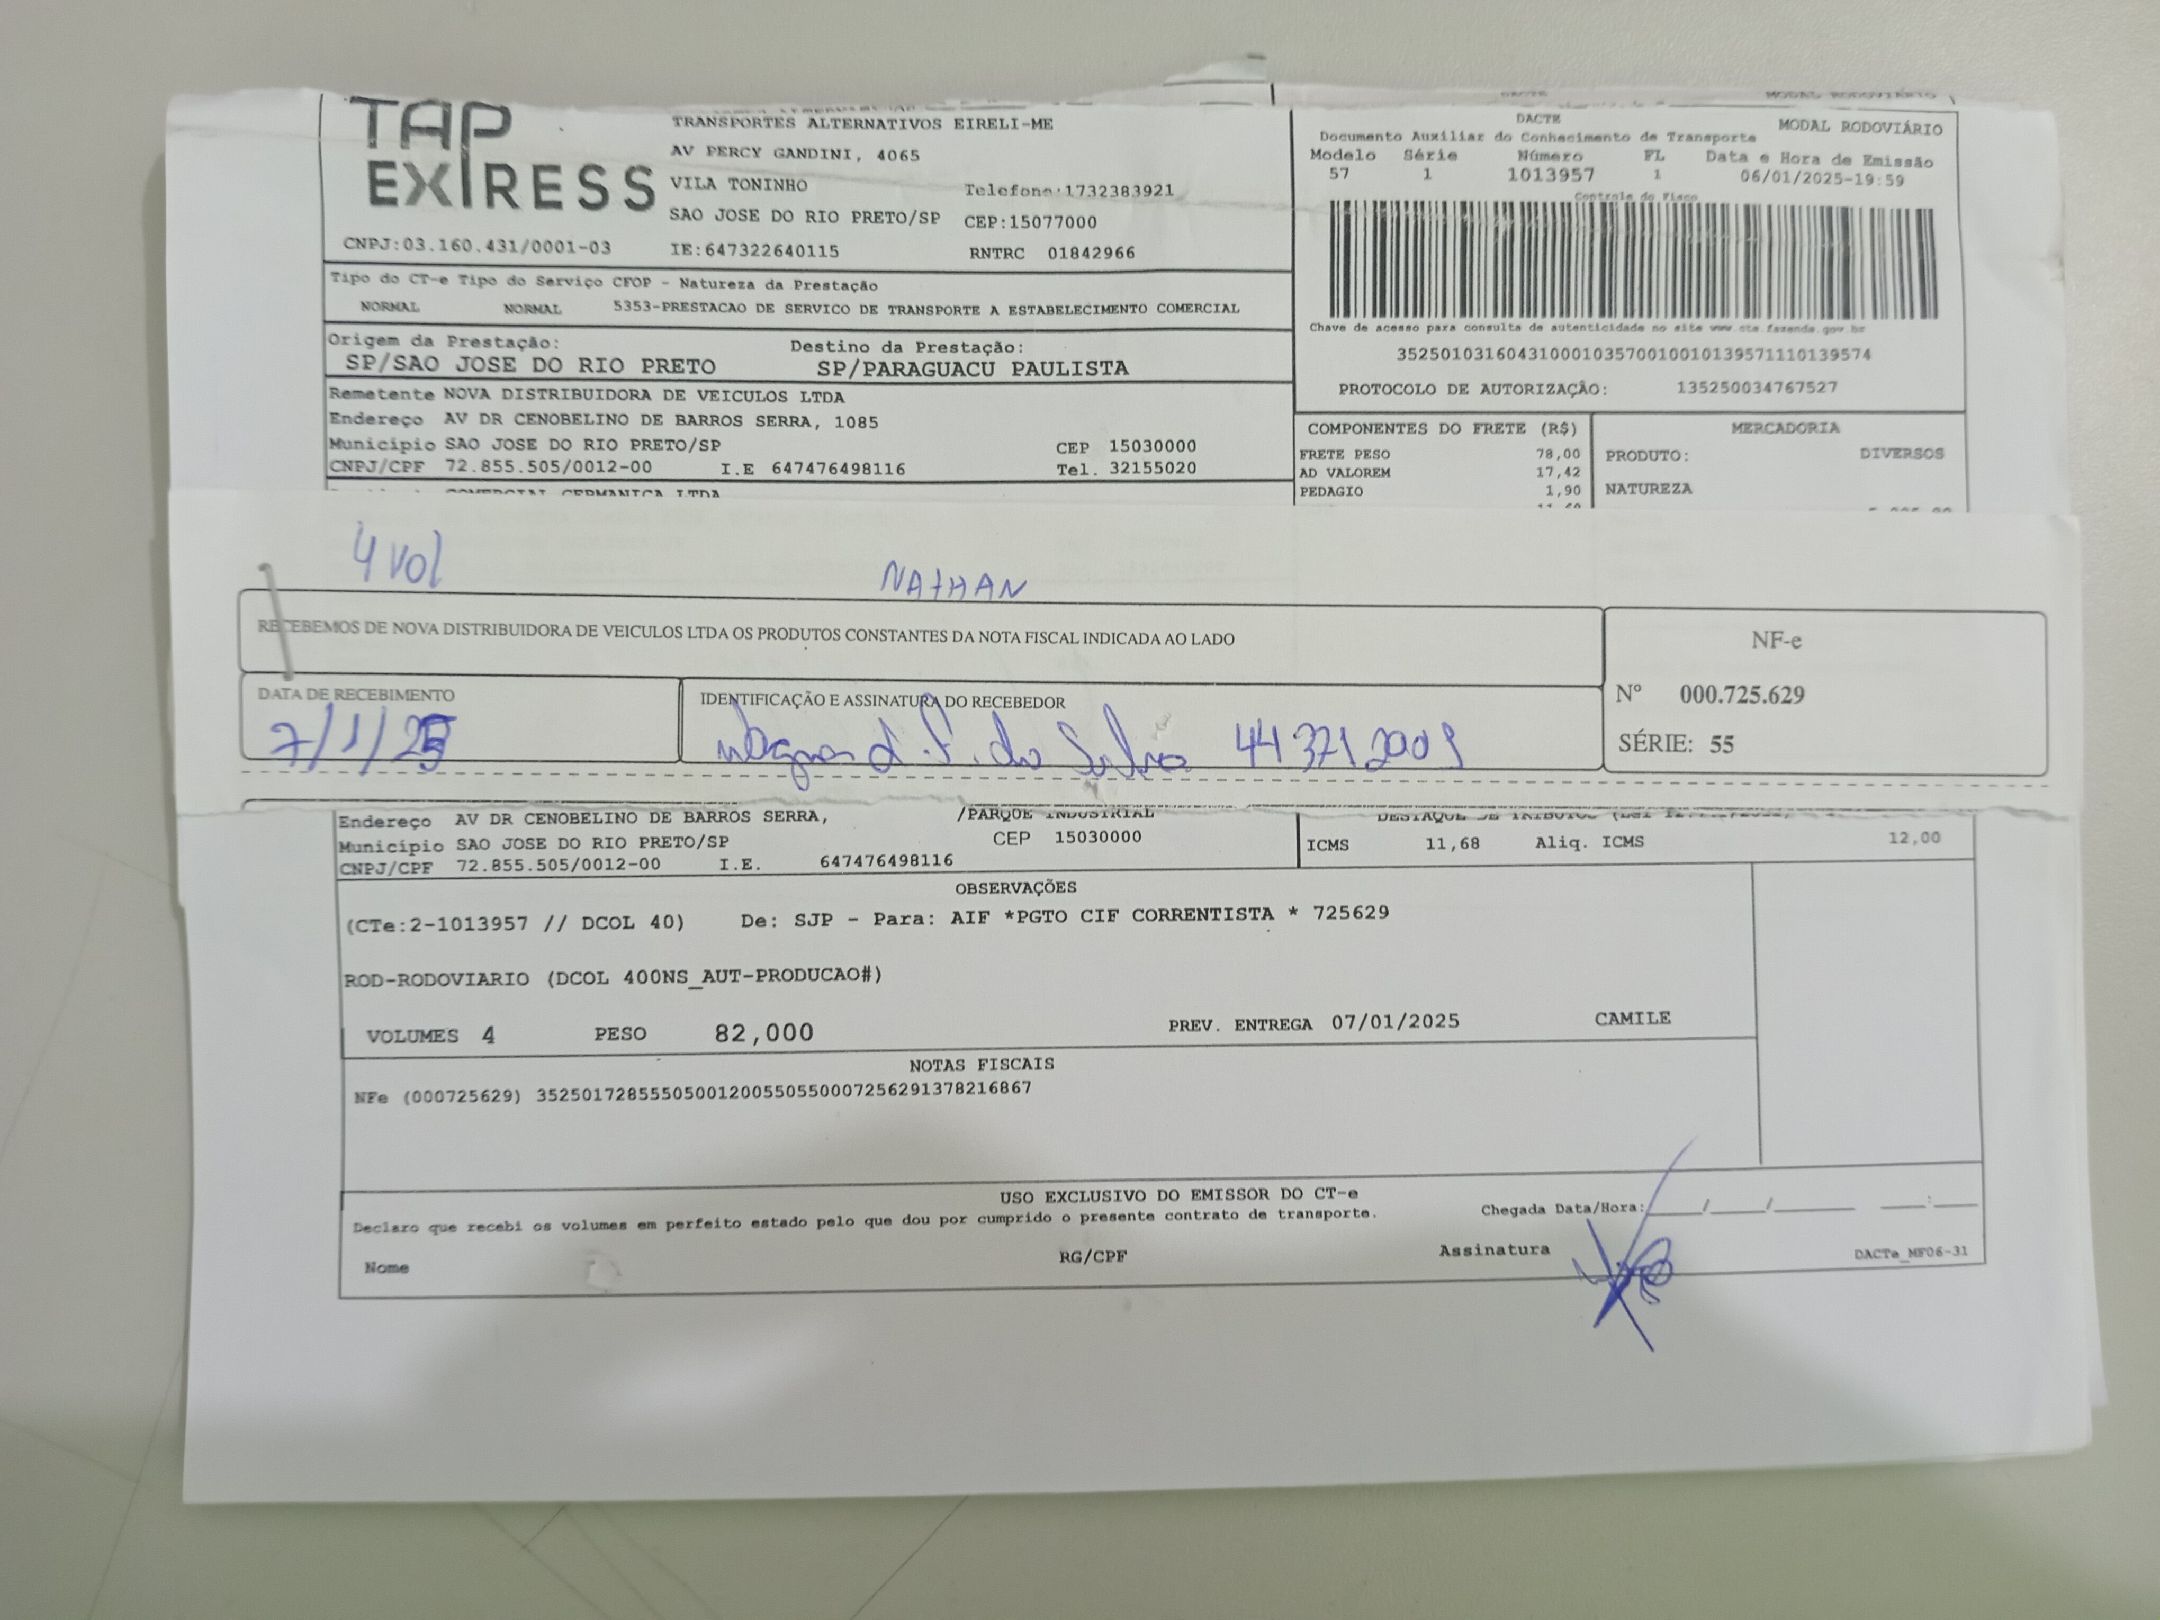 TAP
EXPRESS
TRANSPORTES ALTERNATIVOS EIRELI-ME
AV PERCY GANDINI, 4065
VILA TONINHO
Telefone:1732383921
SAO JOSE DO RIO PRETO/SP CEP:15077000
CNPJ:03.160.431/0001-03 IE:647322640115 RNTRC 01842966
DACTE MODAL RODOVIÁRIO
Documento Auxiliar do Conhecimento de Transporte
Modelo Série Número FL Data e Hora de Emissão
57 1 1013957 1 06/01/2025-19:59
Controle do Fisco
Chave de acesso para consulta de autenticidade no site www.cte.fazenda.gov.br
35250103160431000103570010010139571110139574
PROTOCOLO DE AUTORIZAÇÃO: 135250034767527
Tipo do CT-e Tipo do Serviço CFOP - Natureza da Prestação
NORMAL NORMAL 5353-PRESTACAO DE SERVICO DE TRANSPORTE A ESTABELECIMENTO COMERCIAL
Origem da Prestação: Destino da Prestação:
SP/SAO JOSE DO RIO PRETO SP/PARAGUACU PAULISTA
Remetente NOVA DISTRIBUIDORA DE VEICULOS LTDA
Endereço AV DR CENOBELINO DE BARROS SERRA, 1085
Município SAO JOSE DO RIO PRETO/SP CEP 15030000
CNPJ/CPF 72.855.505/0012-00 I.E 647476498116 Tel. 32155020
COMERCIAL GERMANICA LTDA
COMPONENTES DO FRETE (R$) MERCADORIA
FRETE PESO 78,00 PRODUTO: DIVERSOS
AD VALOREM 17,42
PEDAGIO 1,90 NATUREZA
4 vol NATHAN
RECEBEMOS DE NOVA DISTRIBUIDORA DE VEICULOS LTDA OS PRODUTOS CONSTANTES DA NOTA FISCAL INDICADA AO LADO
NF-e
Nº 000.725.629
SÉRIE: 55
DATA DE RECEBIMENTO IDENTIFICAÇÃO E ASSINATURA DO RECEBEDOR
7/1/25 da Silva
Endereço AV DR CENOBELINO DE BARROS SERRA, /PARQUE INDUSTRIAL
Município SAO JOSE DO RIO PRETO/SP CEP 15030000
CNPJ/CPF 72.855.505/0012-00 I.E. 647476498116
DESTAQUE DE TRIBUTOS
ICMS 11,68 Aliq. ICMS 12,00
OBSERVAÇÕES
(CTe:2-1013957 // DCOL 40) De: SJP - Para: AIF *PGTO CIF CORRENTISTA * 725629
ROD-RODOVIARIO (DCOL 400NS_AUT-PRODUCAO#)
VOLUMES 4 PESO 82,000 PREV. ENTREGA 07/01/2025 CAMILE
NOTAS FISCAIS
NFe (000725629) 35250172855505001200550550007256291378216867
USO EXCLUSIVO DO EMISSOR DO CT-e
Declaro que recebi os volumes em perfeito estado pelo que dou por cumprido o presente contrato de transporte. Chegada Data/Hora:
Nome RG/CPF Assinatura DACTe_MF06-31